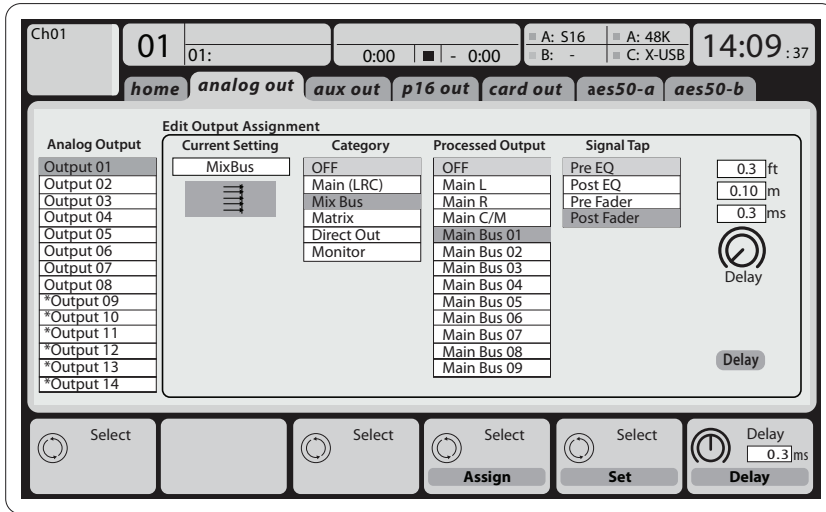 Ch01
01
01:
0:00 - 0:00
A: S16 A: 48K
B: - C: X-USB
14:09 :37
home analog out aux out p16 out card out aes50-a aes50-b
Edit Output Assignment
Analog Output Current Setting Category Processed Output Signal Tap
Output 01 MixBus OFF OFF Pre EQ 0.3 ft
Output 02 Main (LRC) Main L Post EQ 0.10 m
Output 03 Mix Bus Main R Pre Fader 0.3 ms
Output 04 Matrix Main C/M Post Fader
Output 05 Direct Out Main Bus 01
Output 06 Monitor Main Bus 02
Output 07 Main Bus 03
Output 08 Main Bus 04 Delay
*Output 09 Main Bus 05
*Output 10 Main Bus 06
*Output 11 Main Bus 07
*Output 12 Main Bus 08 Delay
*Output 13 Main Bus 09
*Output 14
Select Select Select Select Delay
0.3 ms
Assign Set Delay